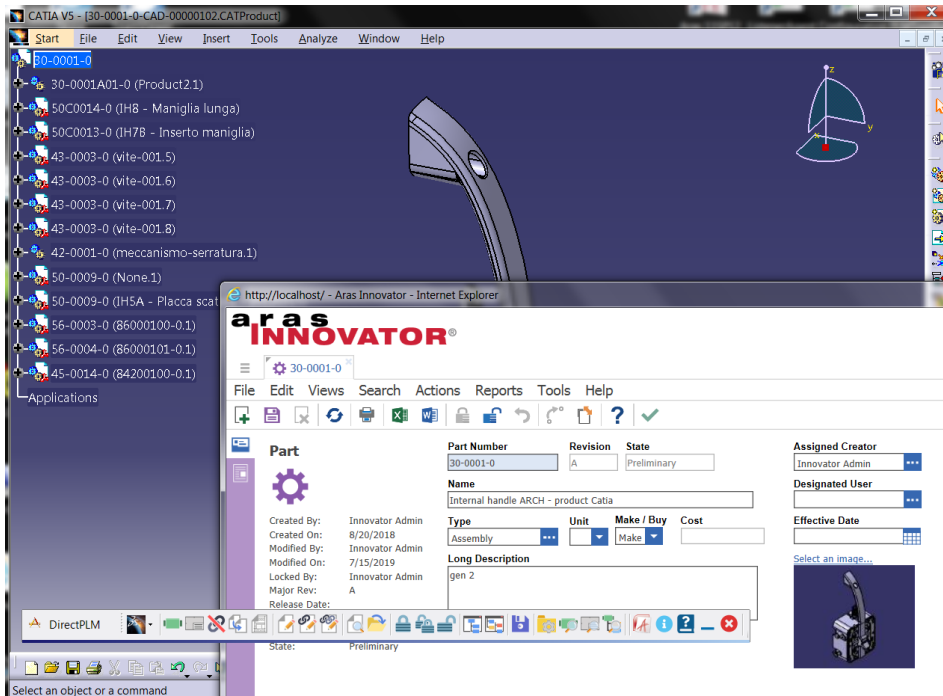 CATIA V5 - [30-0001-0-CAD-00000102.CATProduct]
Start File Edit View Insert Tools Analyze Window Help
30-0001-0
30-0001A01-0 (Product2.1)
50C0014-0 (IH8 - Maniglia lunga)
50C0013-0 (IH7B - Inserto maniglia)
43-0003-0 (vite-001.5)
43-0003-0 (vite-001.6)
43-0003-0 (vite-001.7)
43-0003-0 (vite-001.8)
42-0001-0 (meccanismo-serratura.1)
50-0009-0 (None.1)
50-0009-0 (IH5A - Placca scat
56-0003-0 (86000100-0.1)
56-0004-0 (86000101-0.1)
45-0014-0 (84200100-0.1)
Applications
z
y
x
http://localhost/ - Aras Innovator - Internet Explorer
aras
INNOVATOR®
30-0001-0
File Edit Views Search Actions Reports Tools Help
Part
Created By: Innovator Admin
Created On: 8/20/2018
Modified By: Innovator Admin
Modified On: 7/15/2019
Locked By: Innovator Admin
Major Rev: A
Release Date:
State: Preliminary
Part Number Revision State
30-0001-0 A Preliminary
Name
Internal handle ARCH - product Catia
Type Unit Make / Buy Cost
Assembly Make
Long Description
gen 2
Assigned Creator
Innovator Admin
Designated User
Effective Date
Select an image...
DirectPLM
Select an object or a command